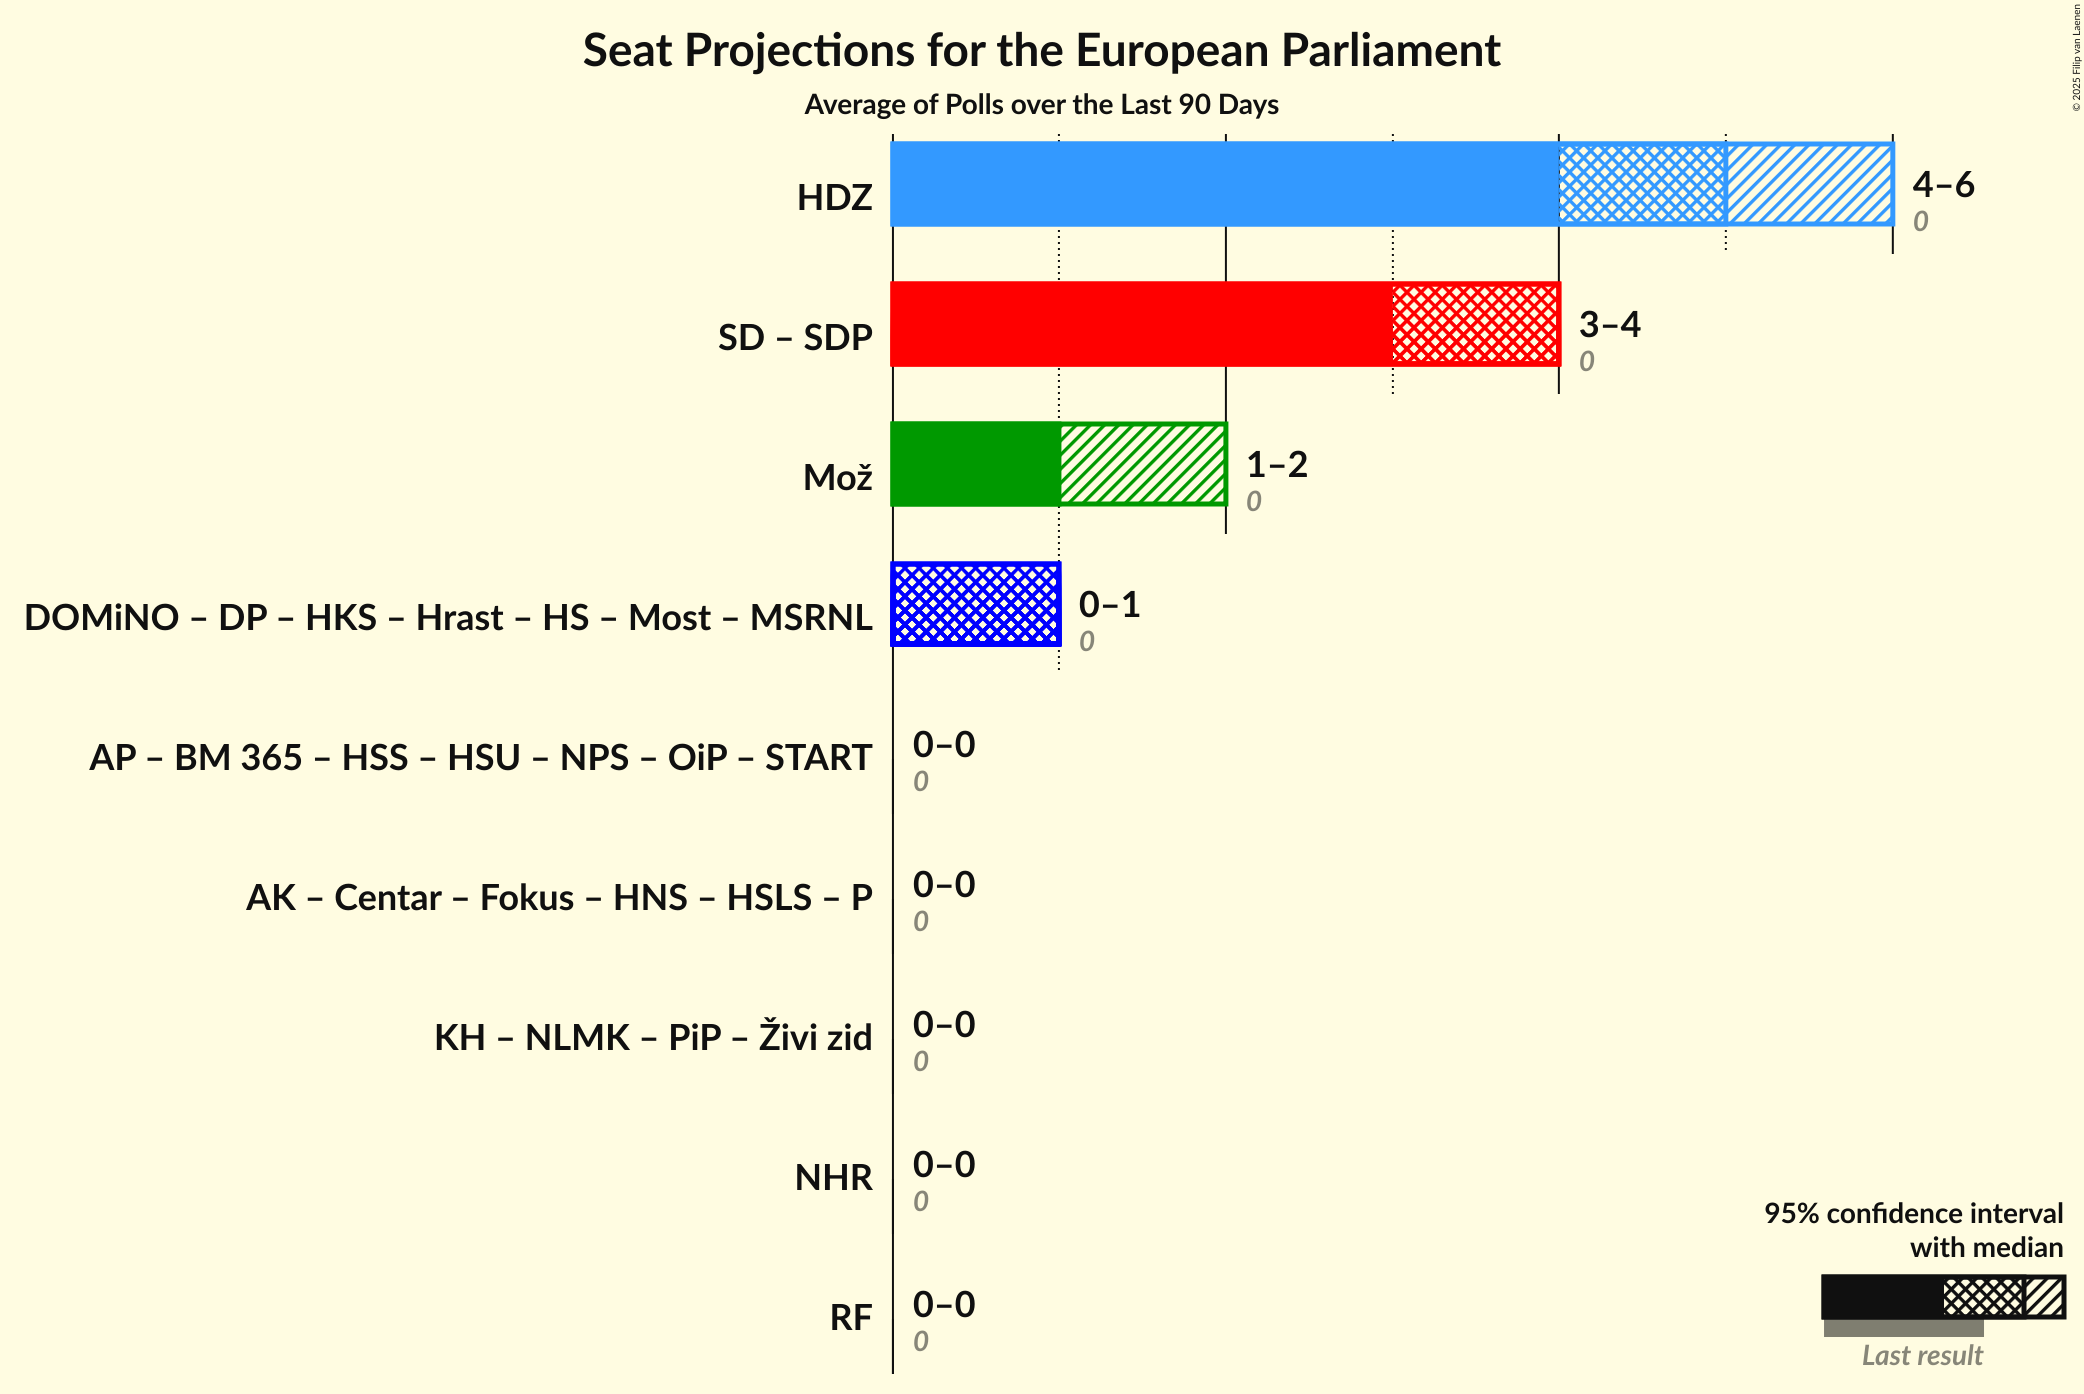 Seat Projections for the European Parliament
Average of Polls over the Last 90 Days
© 2025 Filip van Laenen
HDZ
4–6
0
SD – SDP
3–4
0
Mož
1–2
0
DOMiNO – DP – HKS – Hrast – HS – Most – MSRNL
0–1
0
AP – BM 365 – HSS – HSU – NPS – OiP – START
0–0
0
AK – Centar – Fokus – HNS – HSLS – P
0–0
0
KH – NLMK – PiP – Živi zid
0–0
0
NHR
0–0
0
RF
0–0
0
95% confidence interval
with median
Last result